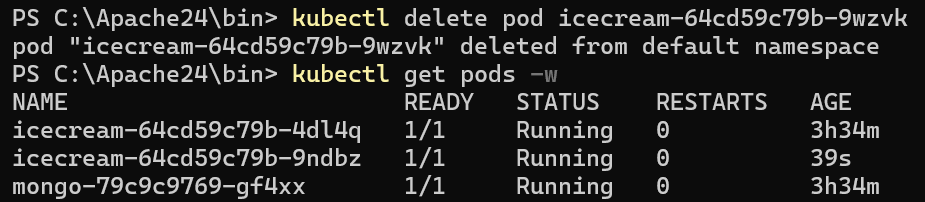 PS C:\Apache24\bin> kubectl delete pod icecream-64cd59c79b-9wzvk
pod "icecream-64cd59c79b-9wzvk" deleted from default namespace
PS C:\Apache24\bin> kubectl get pods -w
NAME READY STATUS RESTARTS AGE
icecream-64cd59c79b-4dl4q 1/1 Running 0 3h34m
icecream-64cd59c79b-9ndbz 1/1 Running 0 39s
mongo-79c9c9769-gf4xx 1/1 Running 0 3h34m